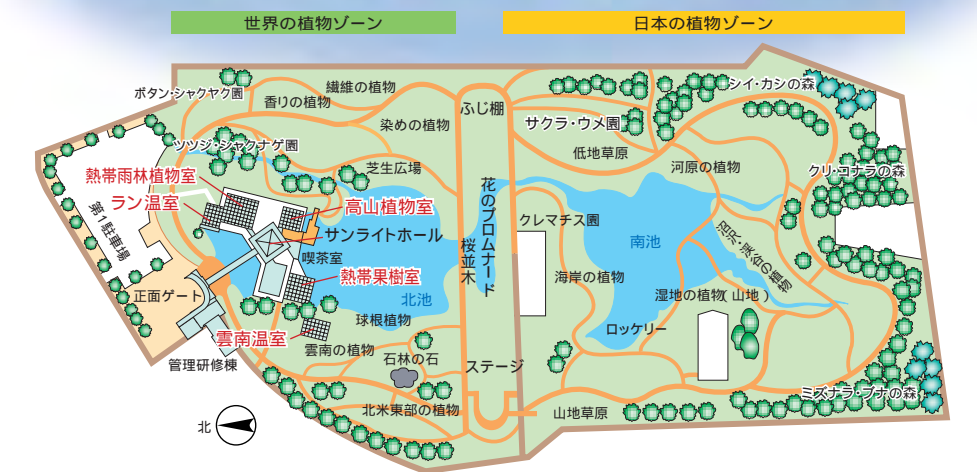 世界の植物ゾーン
日本の植物ゾーン
ボタン・シャクヤク園
繊維の植物
香りの植物
染めの植物
ふじ棚
サクラ・ウメ園
シイ・カシの森
ツツジ・シャクナゲ園
芝生広場
低地草原
河原の植物
クリ・コナラの森
熱帯雨林植物室
ラン温室
高山植物室
第1駐車場
サンライトホール
喫茶室
花のプロムナード
桜並木
クレマチス園
南池
沼沢・渓谷の植物
熱帯果樹室
海岸の植物
正面ゲート
北池
湿地の植物(山地)
球根植物
ロックリー
雲南温室
雲南の植物
石林の石
ステージ
管理研修棟
ミズナラ・ブナの森
北米東部の植物
山地草原
北